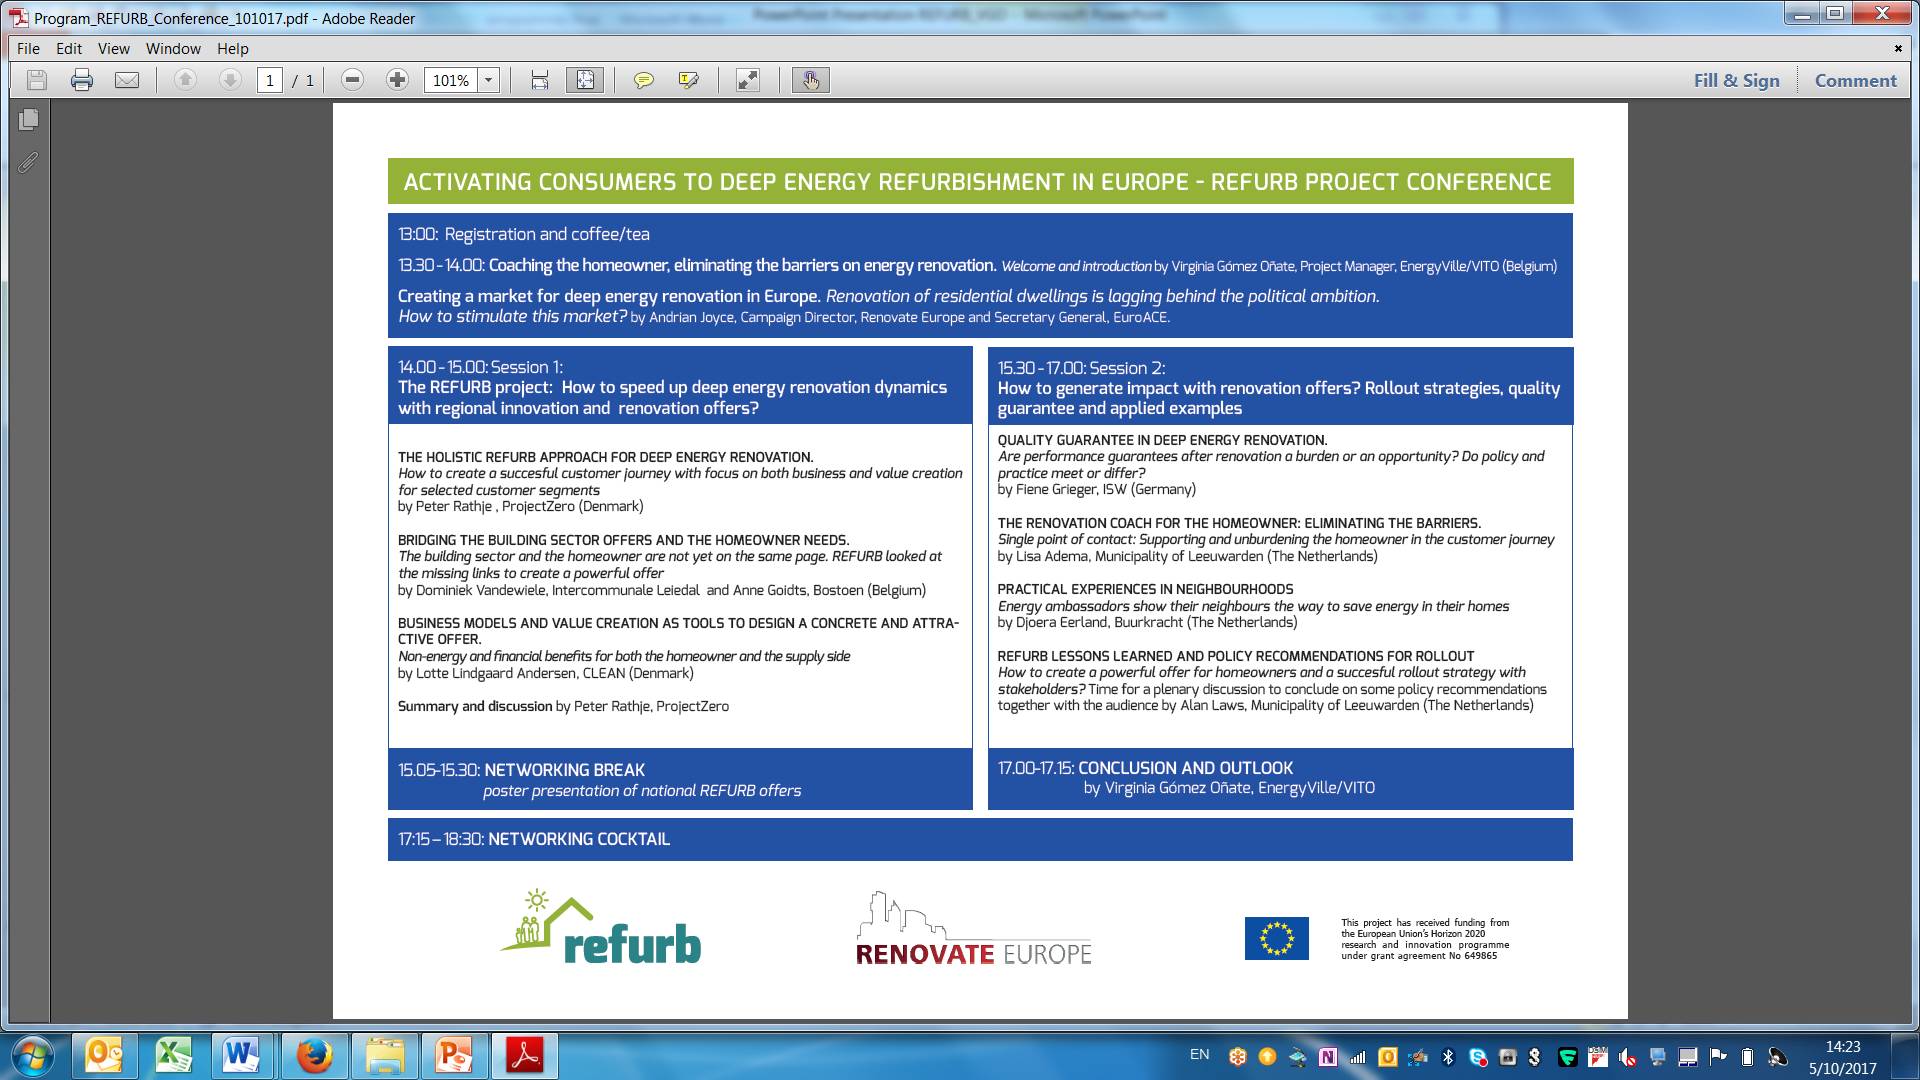 Program_REFURB_Conference_101017.pdf - Adobe Reader
File Edit View Window Help
1 / 1 101% Fill & Sign Comment
ACTIVATING CONSUMERS TO DEEP ENERGY REFURBISHMENT IN EUROPE - REFURB PROJECT CONFERENCE
13:00: Registration and coffee/tea
13.30 - 14.00: Coaching the homeowner, eliminating the barriers on energy renovation. Welcome and introduction by Virginia Gómez Oñate, Project Manager, EnergyVille/VITO (Belgium)
Creating a market for deep energy renovation in Europe. Renovation of residential dwellings is lagging behind the political ambition.
How to stimulate this market? by Andrian Joyce, Campaign Director, Renovate Europe and Secretary General, EuroACE.
14.00 - 15.00: Session 1:
The REFURB project: How to speed up deep energy renovation dynamics
with regional innovation and renovation offers?
THE HOLISTIC REFURB APPROACH FOR DEEP ENERGY RENOVATION.
How to create a succesful customer journey with focus on both business and value creation
for selected customer segments
by Peter Rathje , ProjectZero (Denmark)
BRIDGING THE BUILDING SECTOR OFFERS AND THE HOMEOWNER NEEDS.
The building sector and the homeowner are not yet on the same page. REFURB looked at
the missing links to create a powerful offer
by Dominiek Vandewiele, Intercommunale Leiedal and Anne Goidts, Bostoen (Belgium)
BUSINESS MODELS AND VALUE CREATION AS TOOLS TO DESIGN A CONCRETE AND ATTRA-
CTIVE OFFER.
Non-energy and financial benefits for both the homeowner and the supply side
by Lotte Lindgaard Andersen, CLEAN (Denmark)
Summary and discussion by Peter Rathje, ProjectZero
15.05-15.30: NETWORKING BREAK
poster presentation of national REFURB offers
15.30 - 17.00: Session 2:
How to generate impact with renovation offers? Rollout strategies, quality
guarantee and applied examples
QUALITY GUARANTEE IN DEEP ENERGY RENOVATION.
Are performance guarantees after renovation a burden or an opportunity? Do policy and
practice meet or differ?
by Fiene Grieger, ISW (Germany)
THE RENOVATION COACH FOR THE HOMEOWNER: ELIMINATING THE BARRIERS.
Single point of contact: Supporting and unburdening the homeowner in the customer journey
by Lisa Adema, Municipality of Leeuwarden (The Netherlands)
PRACTICAL EXPERIENCES IN NEIGHBOURHOODS
Energy ambassadors show their neighbours the way to save energy in their homes
by Djoera Eerland, Buurkracht (The Netherlands)
REFURB LESSONS LEARNED AND POLICY RECOMMENDATIONS FOR ROLLOUT
How to create a powerful offer for homeowners and a succesful rollout strategy with
stakeholders? Time for a plenary discussion to conclude on some policy recommendations
together with the audience by Alan Laws, Municipality of Leeuwarden (The Netherlands)
17.00-17.15: CONCLUSION AND OUTLOOK
by Virginia Gómez Oñate, EnergyVille/VITO
17:15 – 18:30: NETWORKING COCKTAIL
refurb
RENOVATE EUROPE
This project has received funding from
the European Union's Horizon 2020
research and innovation programme
under grant agreement No 649865
EN
14:23
5/10/2017